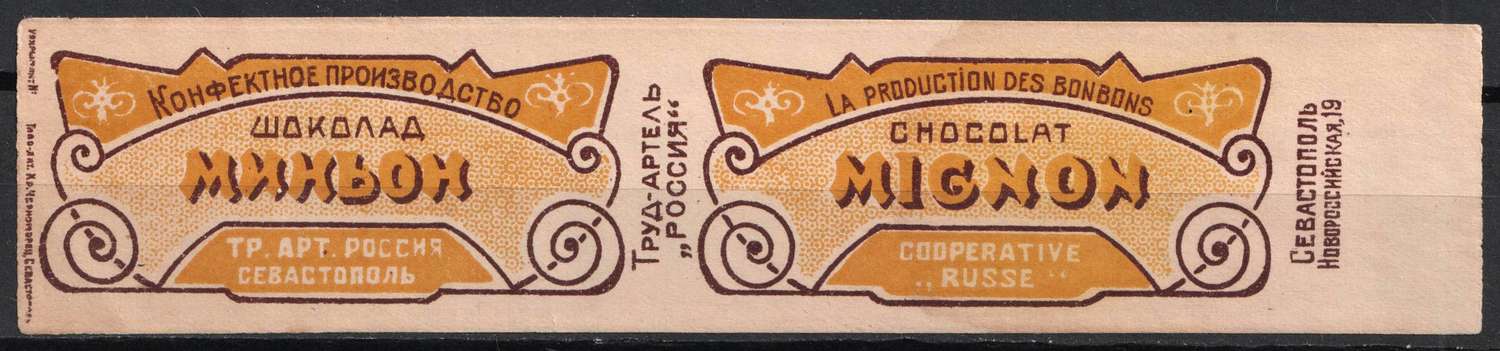 Конфектное производство
ШОКОЛАД
МИНЬОН
ТР. АРТ. РОССИЯ
СЕВАСТОПОЛЬ
Труд-артель
„РОССИЯ“
La production des bonbons
CHOCOLAT
MIGNON
COOPERATIVE
„RUSSE“
Севастополь
Новороссийская, 19